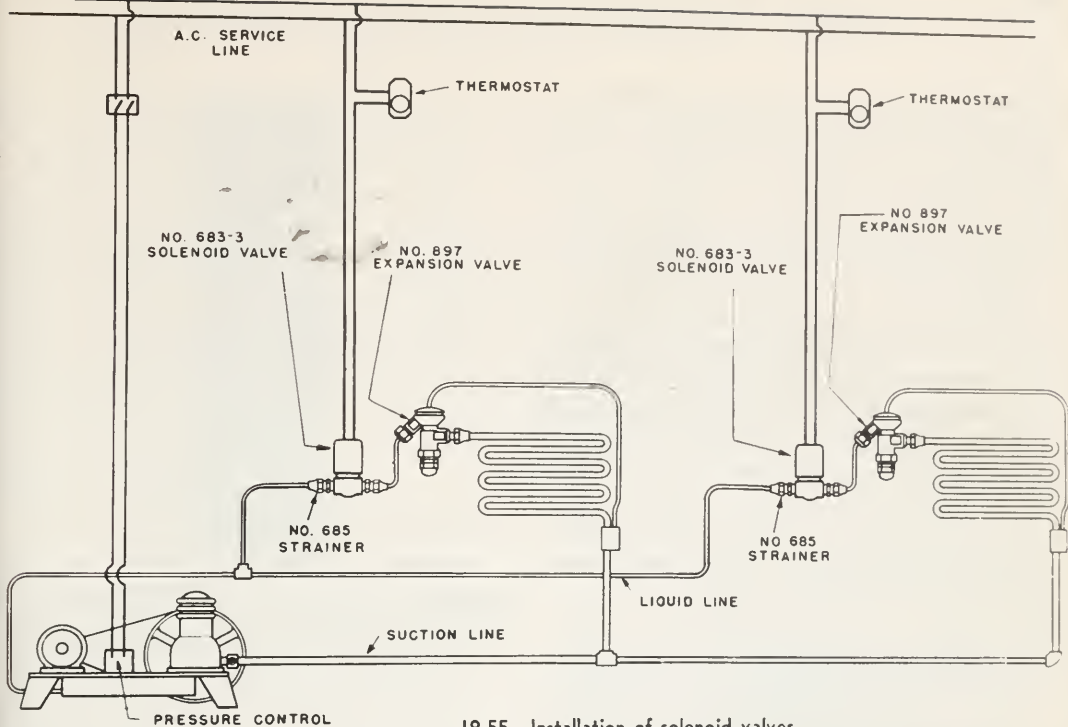 A.C. SERVICE
LINE
THERMOSTAT
THERMOSTAT
NO. 683-3
SOLENOID VALVE
NO. 897
EXPANSION VALVE
NO. 683-3
SOLENOID VALVE
NO 897
EXPANSION VALVE
NO. 685
STRAINER
NO 685
STRAINER
LIQUID LINE
SUCTION LINE
PRESSURE CONTROL
19-55. Installation of solenoid valves.